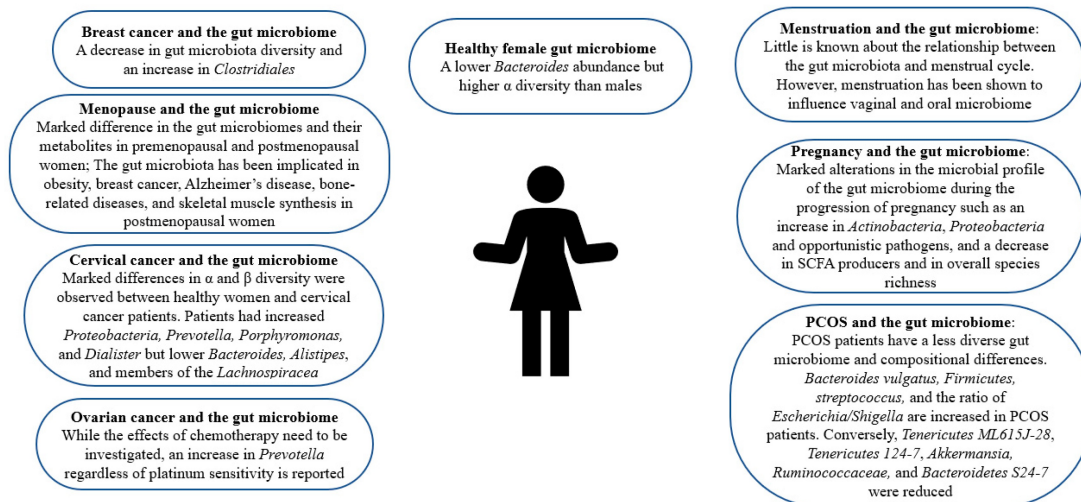 Breast cancer and the gut microbiome
A decrease in gut microbiota diversity and
an increase in Clostridiales
Menopause and the gut microbiome
Marked difference in the gut microbiomes and their
metabolites in premenopausal and postmenopausal
women; The gut microbiota has been implicated in
obesity, breast cancer, Alzheimer's disease, bone-
related diseases, and skeletal muscle synthesis in
postmenopausal women
Cervical cancer and the gut microbiome
Marked differences in α and β diversity were
observed between healthy women and cervical
cancer patients. Patients had increased
Proteobacteria, Prevotella, Porphyromonas,
and Dialister but lower Bacteroides, Alistipes,
and members of the Lachnospiracea
Ovarian cancer and the gut microbiome
While the effects of chemotherapy need to be
investigated, an increase in Prevotella
regardless of platinum sensitivity is reported
Healthy female gut microbiome
A lower Bacteroides abundance but
higher α diversity than males
Menstruation and the gut microbiome:
Little is known about the relationship between
the gut microbiota and menstrual cycle.
However, menstruation has been shown to
influence vaginal and oral microbiome
Pregnancy and the gut microbiome:
Marked alterations in the microbial profile
of the gut microbiome during the
progression of pregnancy such as an
increase in Actinobacteria, Proteobacteria
and opportunistic pathogens, and a decrease
in SCFA producers and in overall species
richness
PCOS and the gut microbiome:
PCOS patients have a less diverse gut
microbiome and compositional differences.
Bacteroides vulgatus, Firmicutes,
streptococcus, and the ratio of
Escherichia/Shigella are increased in PCOS
patients. Conversely, Tenericutes ML615J-28,
Tenericutes 124-7, Akkermansia,
Ruminococcaceae, and Bacteroidetes S24-7
were reduced